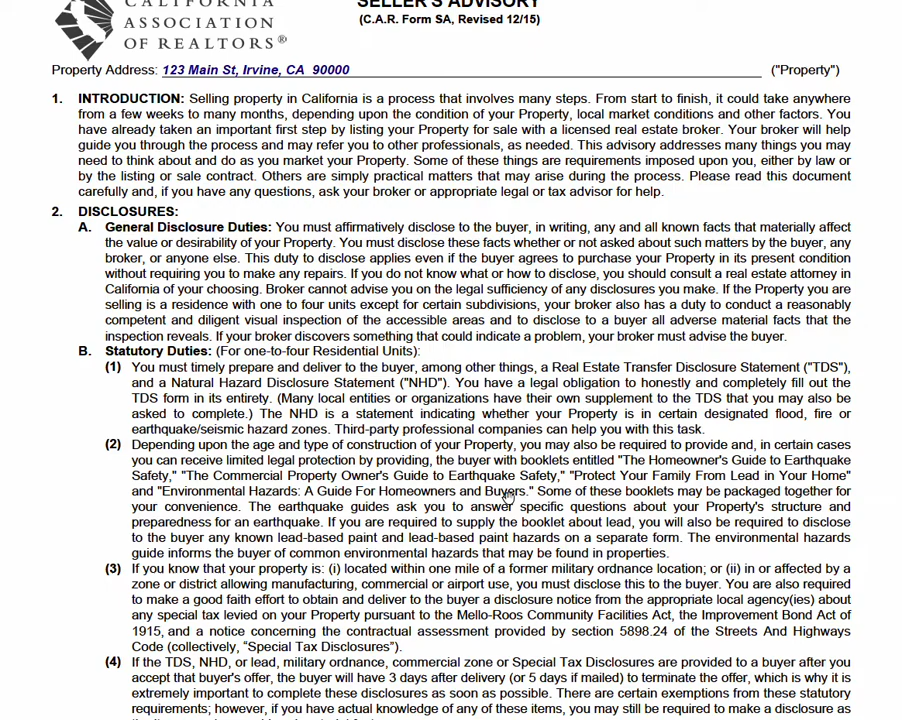 CALIFORNIA
ASSOCIATION
OF REALTORS®
SELLER'S ADVISORY
(C.A.R. Form SA, Revised 12/15)
Property Address: 123 Main St, Irvine, CA 90000 ("Property")
1. INTRODUCTION: Selling property in California is a process that involves many steps. From start to finish, it could take anywhere
from a few weeks to many months, depending upon the condition of your Property, local market conditions and other factors. You
have already taken an important first step by listing your Property for sale with a licensed real estate broker. Your broker will help
guide you through the process and may refer you to other professionals, as needed. This advisory addresses many things you may
need to think about and do as you market your Property. Some of these things are requirements imposed upon you, either by law or
by the listing or sale contract. Others are simply practical matters that may arise during the process. Please read this document
carefully and, if you have any questions, ask your broker or appropriate legal or tax advisor for help.
2. DISCLOSURES:
A. General Disclosure Duties: You must affirmatively disclose to the buyer, in writing, any and all known facts that materially affect
the value or desirability of your Property. You must disclose these facts whether or not asked about such matters by the buyer, any
broker, or anyone else. This duty to disclose applies even if the buyer agrees to purchase your Property in its present condition
without requiring you to make any repairs. If you do not know what or how to disclose, you should consult a real estate attorney in
California of your choosing. Broker cannot advise you on the legal sufficiency of any disclosures you make. If the Property you are
selling is a residence with one to four units except for certain subdivisions, your broker also has a duty to conduct a reasonably
competent and diligent visual inspection of the accessible areas and to disclose to a buyer all adverse material facts that the
inspection reveals. If your broker discovers something that could indicate a problem, your broker must advise the buyer.
B. Statutory Duties: (For one-to-four Residential Units):
(1) You must timely prepare and deliver to the buyer, among other things, a Real Estate Transfer Disclosure Statement ("TDS"),
and a Natural Hazard Disclosure Statement ("NHD"). You have a legal obligation to honestly and completely fill out the
TDS form in its entirety. (Many local entities or organizations have their own supplement to the TDS that you may also be
asked to complete.) The NHD is a statement indicating whether your Property is in certain designated flood, fire or
earthquake/seismic hazard zones. Third-party professional companies can help you with this task.
(2) Depending upon the age and type of construction of your Property, you may also be required to provide and, in certain cases
you can receive limited legal protection by providing, the buyer with booklets entitled "The Homeowner's Guide to Earthquake
Safety," "The Commercial Property Owner's Guide to Earthquake Safety," "Protect Your Family From Lead in Your Home"
and "Environmental Hazards: A Guide For Homeowners and Buyers." Some of these booklets may be packaged together for
your convenience. The earthquake guides ask you to answer specific questions about your Property's structure and
preparedness for an earthquake. If you are required to supply the booklet about lead, you will also be required to disclose
to the buyer any known lead-based paint and lead-based paint hazards on a separate form. The environmental hazards
guide informs the buyer of common environmental hazards that may be found in properties.
(3) If you know that your property is: (i) located within one mile of a former military ordnance location; or (ii) in or affected by a
zone or district allowing manufacturing, commercial or airport use, you must disclose this to the buyer. You are also required
to make a good faith effort to obtain and deliver to the buyer a disclosure notice from the appropriate local agency(ies) about
any special tax levied on your Property pursuant to the Mello-Roos Community Facilities Act, the Improvement Bond Act of
1915, and a notice concerning the contractual assessment provided by section 5898.24 of the Streets And Highways
Code (collectively, “Special Tax Disclosures”).
(4) If the TDS, NHD, or lead, military ordnance, commercial zone or Special Tax Disclosures are provided to a buyer after you
accept that buyer's offer, the buyer will have 3 days after delivery (or 5 days if mailed) to terminate the offer, which is why it is
extremely important to complete these disclosures as soon as possible. There are certain exemptions from these statutory
requirements; however, if you have actual knowledge of any of these items, you may still be required to make a disclosure as